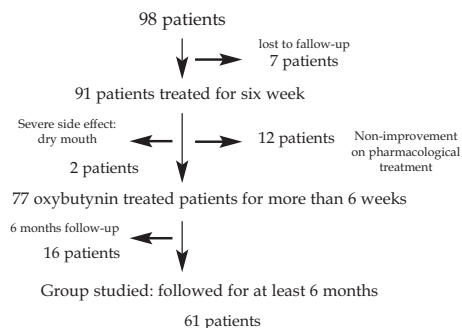 98 patients
lost to fallow-up
7 patients
91 patients treated for six week
Severe side effect:
dry mouth
2 patients
12 patients
Non-improvement
on pharmacological
treatment
77 oxybutynin treated patients for more than 6 weeks
6 months follow-up
16 patients
Group studied: followed for at least 6 months
61 patients